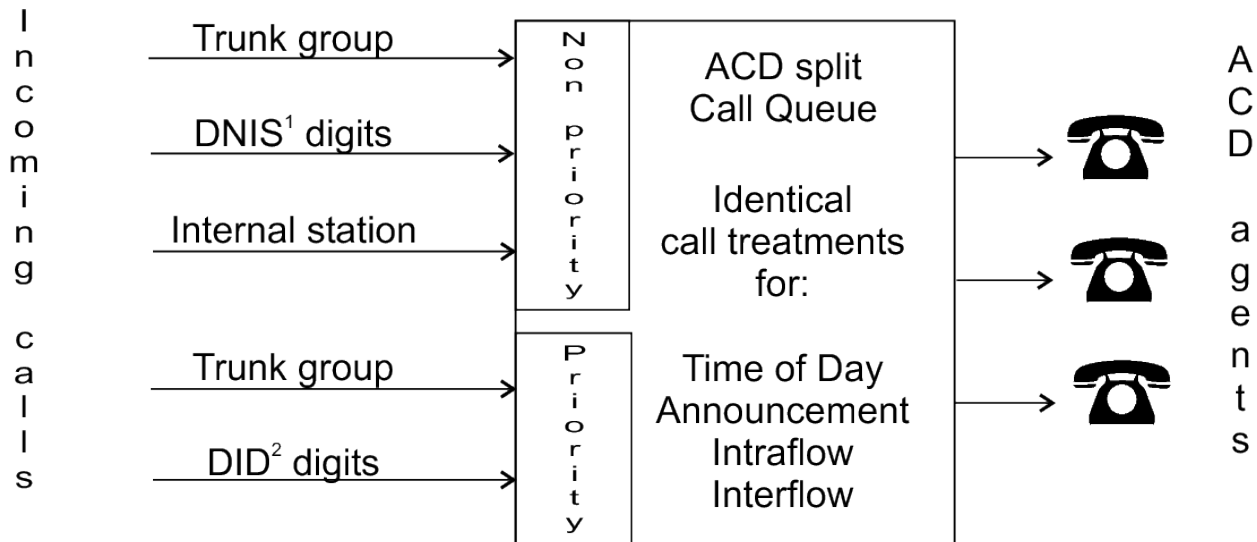 Incoming calls
Trunk group
DNIS¹ digits
Internal station
Trunk group
DID² digits
Non priority
Priority
ACD split
Call Queue
Identical
call treatments
for:
Time of Day
Announcement
Intraflow
Interflow
ACD agents